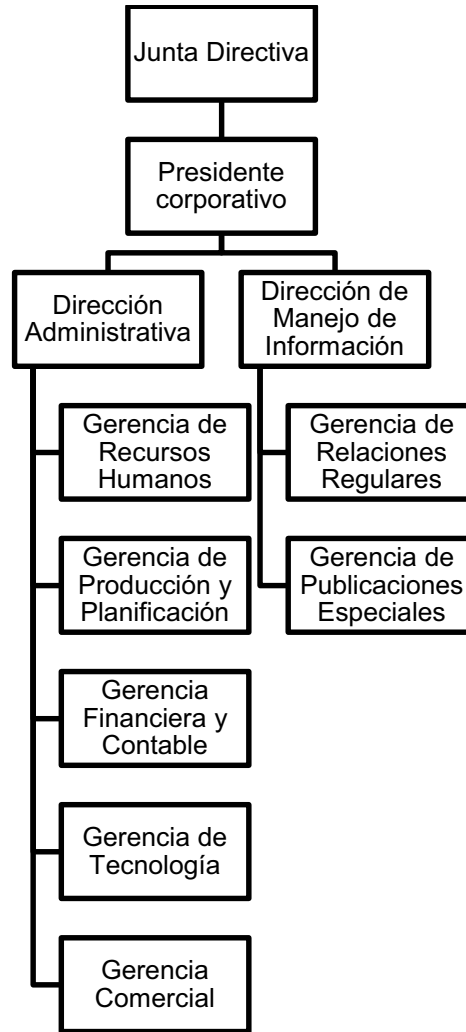 Junta Directiva
Presidente
corporativo
Dirección
Administrativa
Dirección de
Manejo de
Información
Gerencia de
Recursos
Humanos
Gerencia de
Relaciones
Regulares
Gerencia de
Producción y
Planificación
Gerencia de
Publicaciones
Especiales
Gerencia
Financiera y
Contable
Gerencia de
Tecnología
Gerencia
Comercial